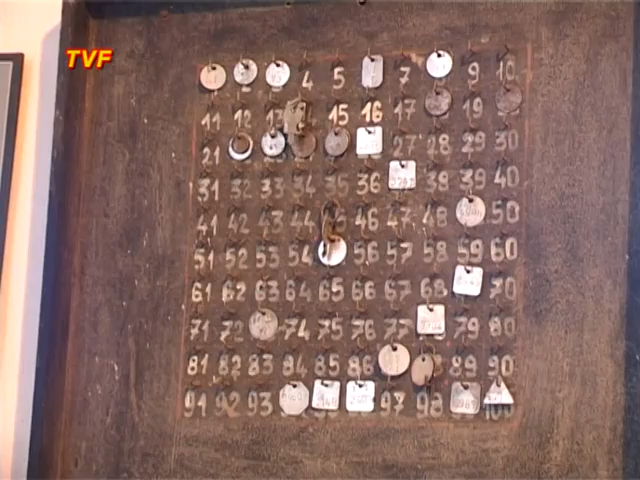 TVF
4 5 7 9 10
11 12 13 15 16 17 19
21 27 28 29 30
31 32 33 34 35 36 38 39 40
41 42 43 44 46 47 48 50
51 52 53 54 56 57 58 59 60
61 62 63 64 65 66 67 68 70
71 72 74 75 76 77 79 80
81 82 83 84 85 86 89 90
91 92 93 97 98 100